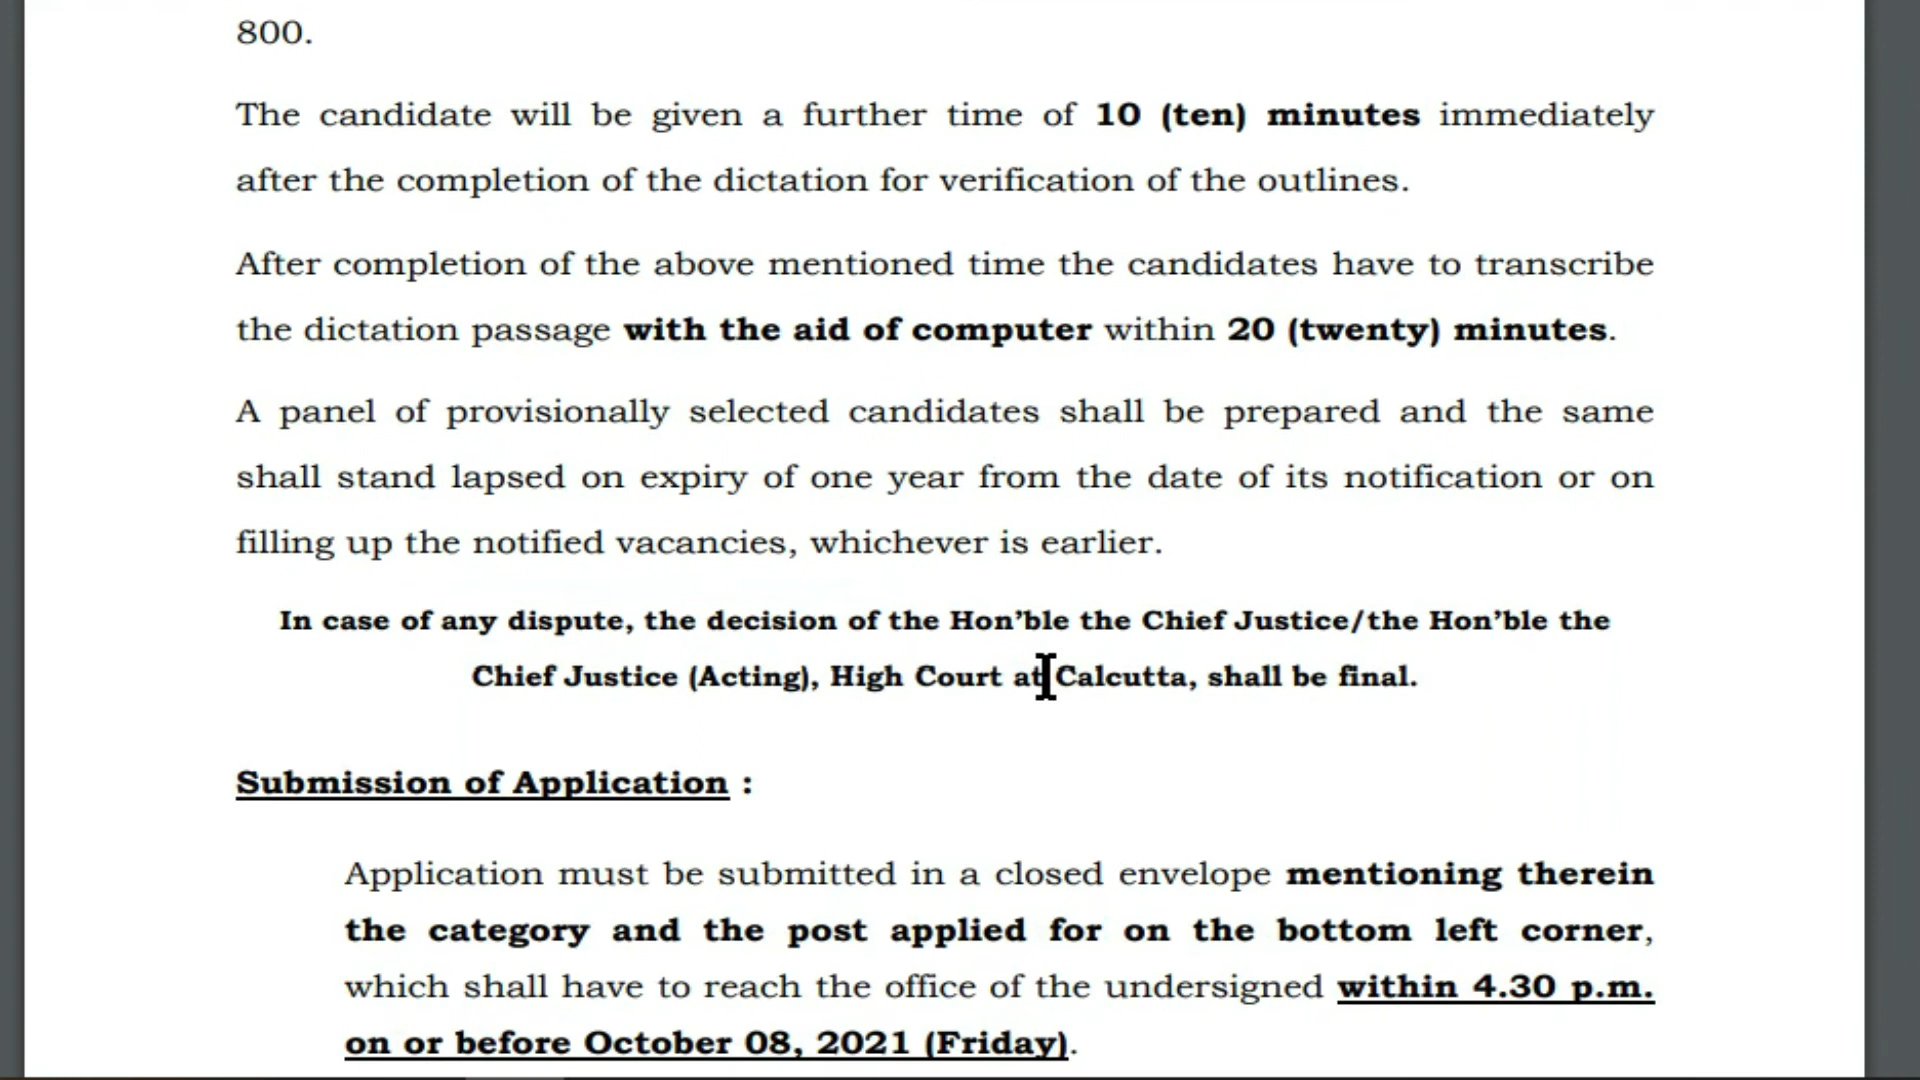 800.
The candidate will be given a further time of 10 (ten) minutes immediately
after the completion of the dictation for verification of the outlines.
After completion of the above mentioned time the candidates have to transcribe
the dictation passage with the aid of computer within 20 (twenty) minutes.
A panel of provisionally selected candidates shall be prepared and the same
shall stand lapsed on expiry of one year from the date of its notification or on
filling up the notified vacancies, whichever is earlier.
In case of any dispute, the decision of the Hon’ble the Chief Justice/the Hon’ble the
Chief Justice (Acting), High Court at Calcutta, shall be final.
Submission of Application :
Application must be submitted in a closed envelope mentioning therein
the category and the post applied for on the bottom left corner,
which shall have to reach the office of the undersigned within 4.30 p.m.
on or before October 08, 2021 (Friday).